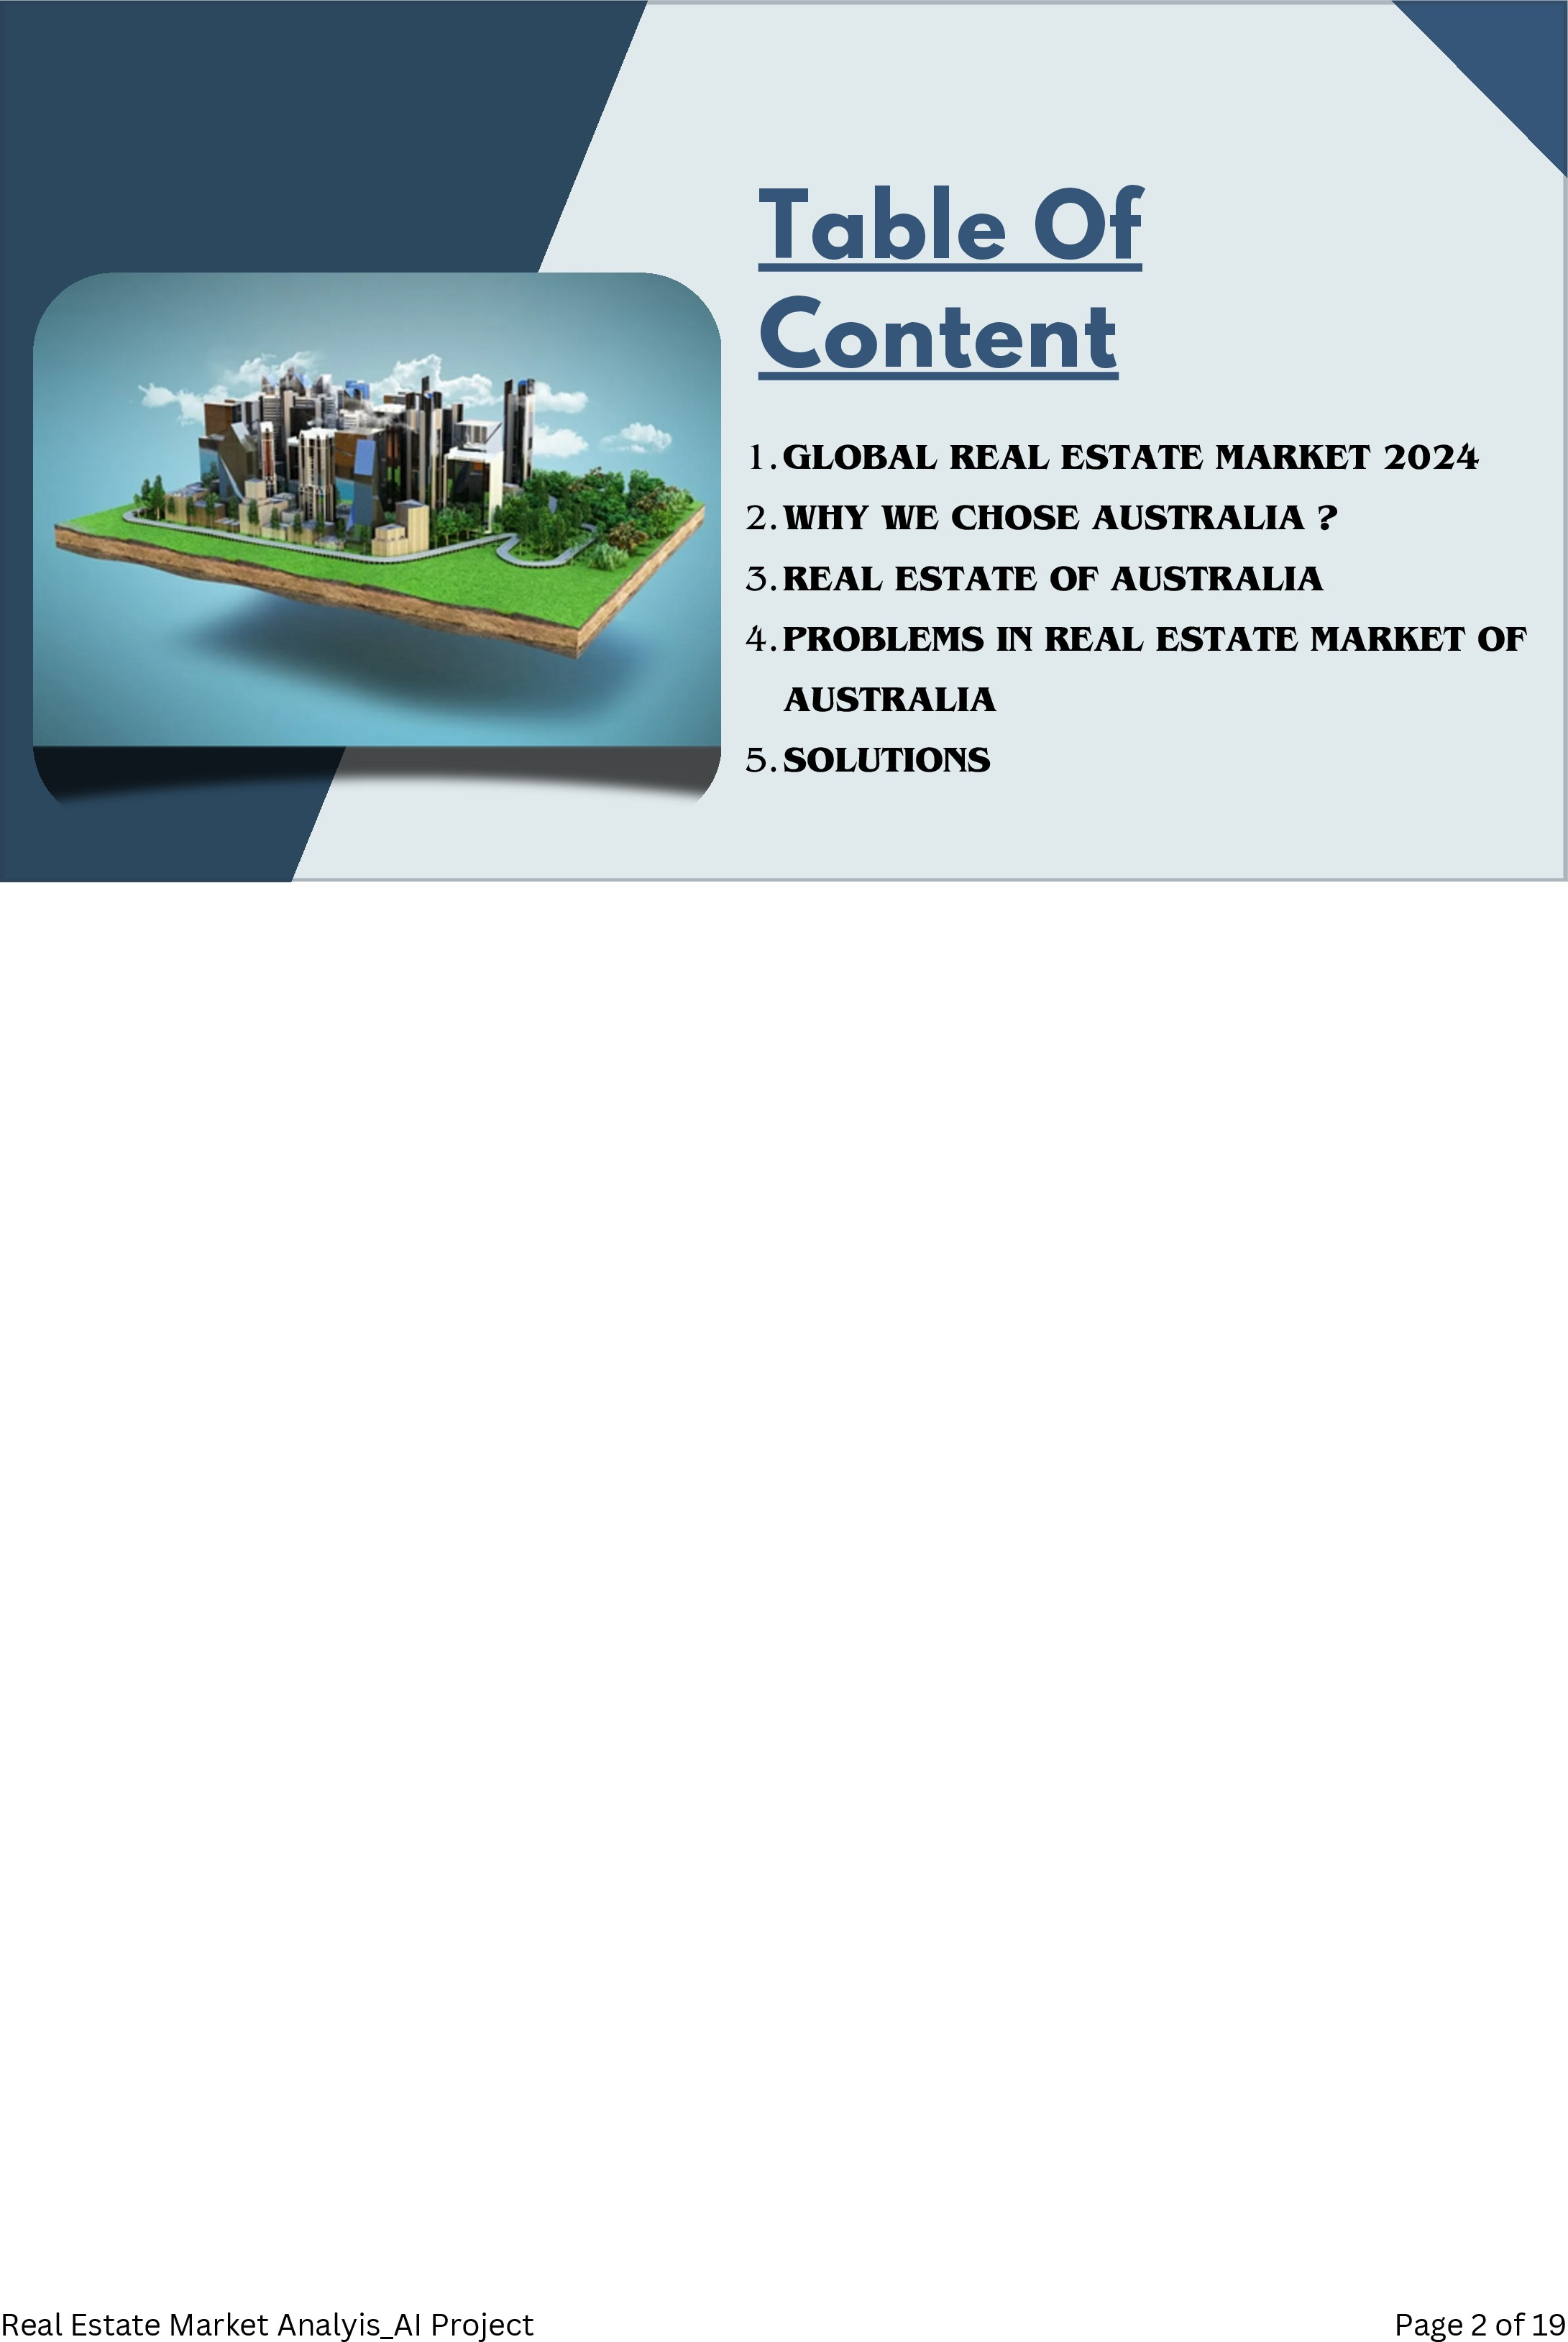 Table Of
Content
1. GLOBAL REAL ESTATE MARKET 2024
2. WHY WE CHOSE AUSTRALIA ?
3. REAL ESTATE OF AUSTRALIA
4. PROBLEMS IN REAL ESTATE MARKET OF
AUSTRALIA
5. SOLUTIONS
Real Estate Market Analyis_AI Project
Page 2 of 19